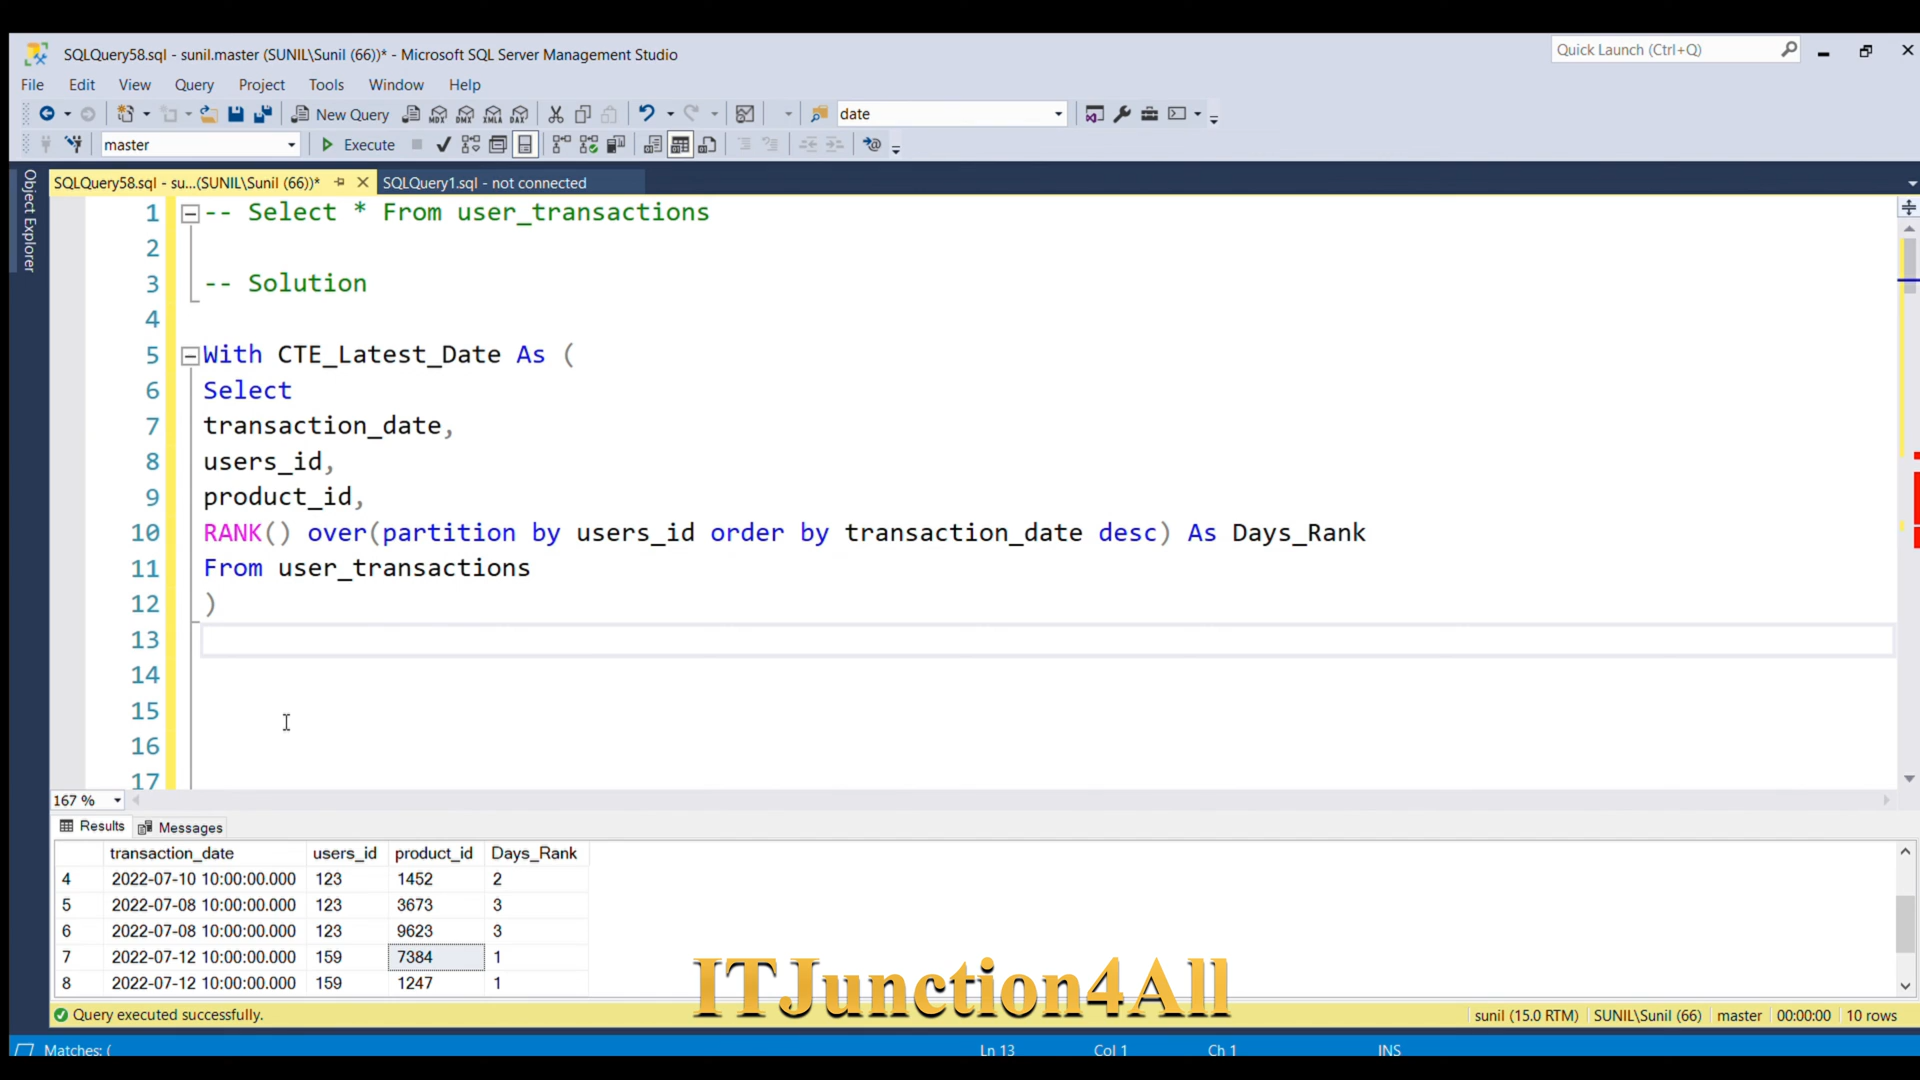 SQLQuery58.sql - sunil.master (SUNIL\Sunil (66))* - Microsoft SQL Server Management Studio
Quick Launch (Ctrl+Q)
File Edit View Query Project Tools Window Help
New Query
MDX DMX XMLA DAX
date
master
Execute
SQLQuery58.sql - su...(SUNIL\Sunil (66))*
SQLQuery1.sql - not connected
Object Explorer
1 -- Select * From user_transactions
2
3 -- Solution
4
5 With CTE_Latest_Date As (
6 Select
7 transaction_date,
8 users_id,
9 product_id,
10 RANK() over(partition by users_id order by transaction_date desc) As Days_Rank
11 From user_transactions
12 )
13
14
15
16
17
167 %
Results Messages
transaction_date users_id product_id Days_Rank
4 2022-07-10 10:00:00.000 123 1452 2
5 2022-07-08 10:00:00.000 123 3673 3
6 2022-07-08 10:00:00.000 123 9623 3
7 2022-07-12 10:00:00.000 159 7384 1
8 2022-07-12 10:00:00.000 159 1247 1
ITJunction4All
Query executed successfully.
sunil (15.0 RTM) SUNIL\Sunil (66) master 00:00:00 10 rows
Matches: ( Ln 13 Col 1 Ch 1 INS